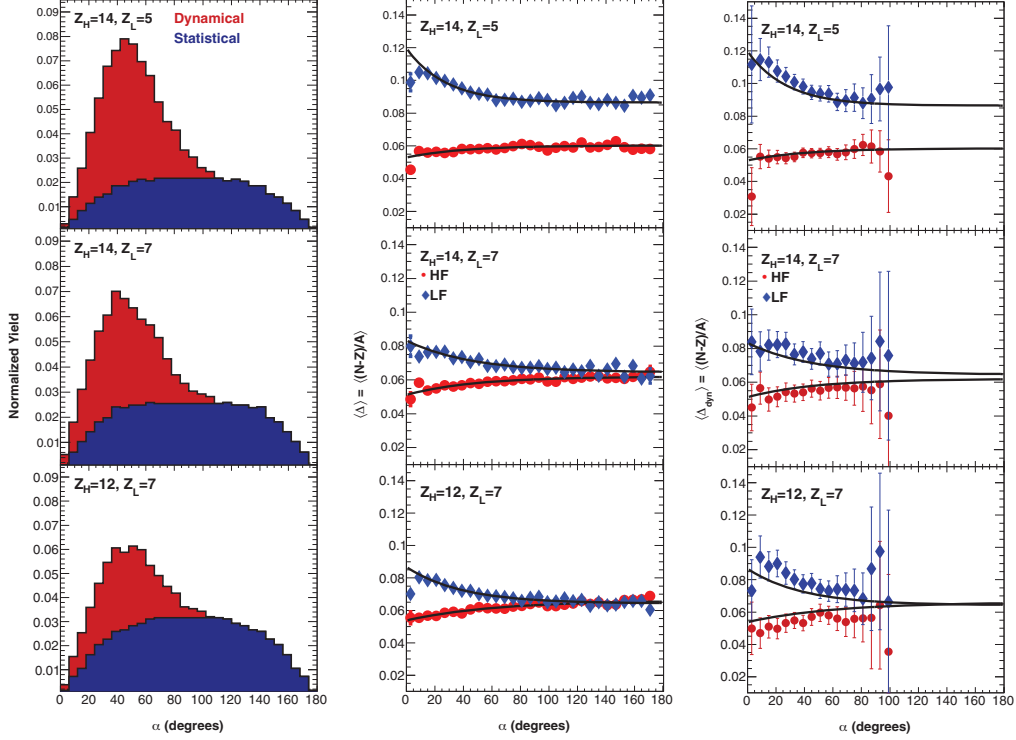 Z_H=14, Z_L=5
Dynamical
Statistical
0.09
0.08
0.07
0.06
0.05
0.04
0.03
0.02
0.01
Z_H=14, Z_L=7
0.09
0.08
0.07
0.06
0.05
0.04
0.03
0.02
0.01
Z_H=12, Z_L=7
0.09
0.08
0.07
0.06
0.05
0.04
0.03
0.02
0.01
Normalized Yield
0 20 40 60 80 100 120 140 160 180
α (degrees)
Z_H=14, Z_L=5
0.14
0.12
0.1
0.08
0.06
0.04
0.02
Z_H=14, Z_L=7
HF
LF
0.14
0.12
0.1
0.08
0.06
0.04
0.02
Z_H=12, Z_L=7
0.14
0.12
0.1
0.08
0.06
0.04
0.02
⟨Δ⟩ = ⟨(N-Z)/A⟩
0 20 40 60 80 100 120 140 160 180
α (degrees)
Z_H=14, Z_L=5
0.14
0.12
0.1
0.08
0.06
0.04
0.02
Z_H=14, Z_L=7
HF
LF
0.14
0.12
0.1
0.08
0.06
0.04
0.02
Z_H=12, Z_L=7
0.14
0.12
0.1
0.08
0.06
0.04
0.02
⟨Δ_dyn⟩ = ⟨(N-Z)/A⟩
0 20 40 60 80 100 120 140 160 180
α (degrees)